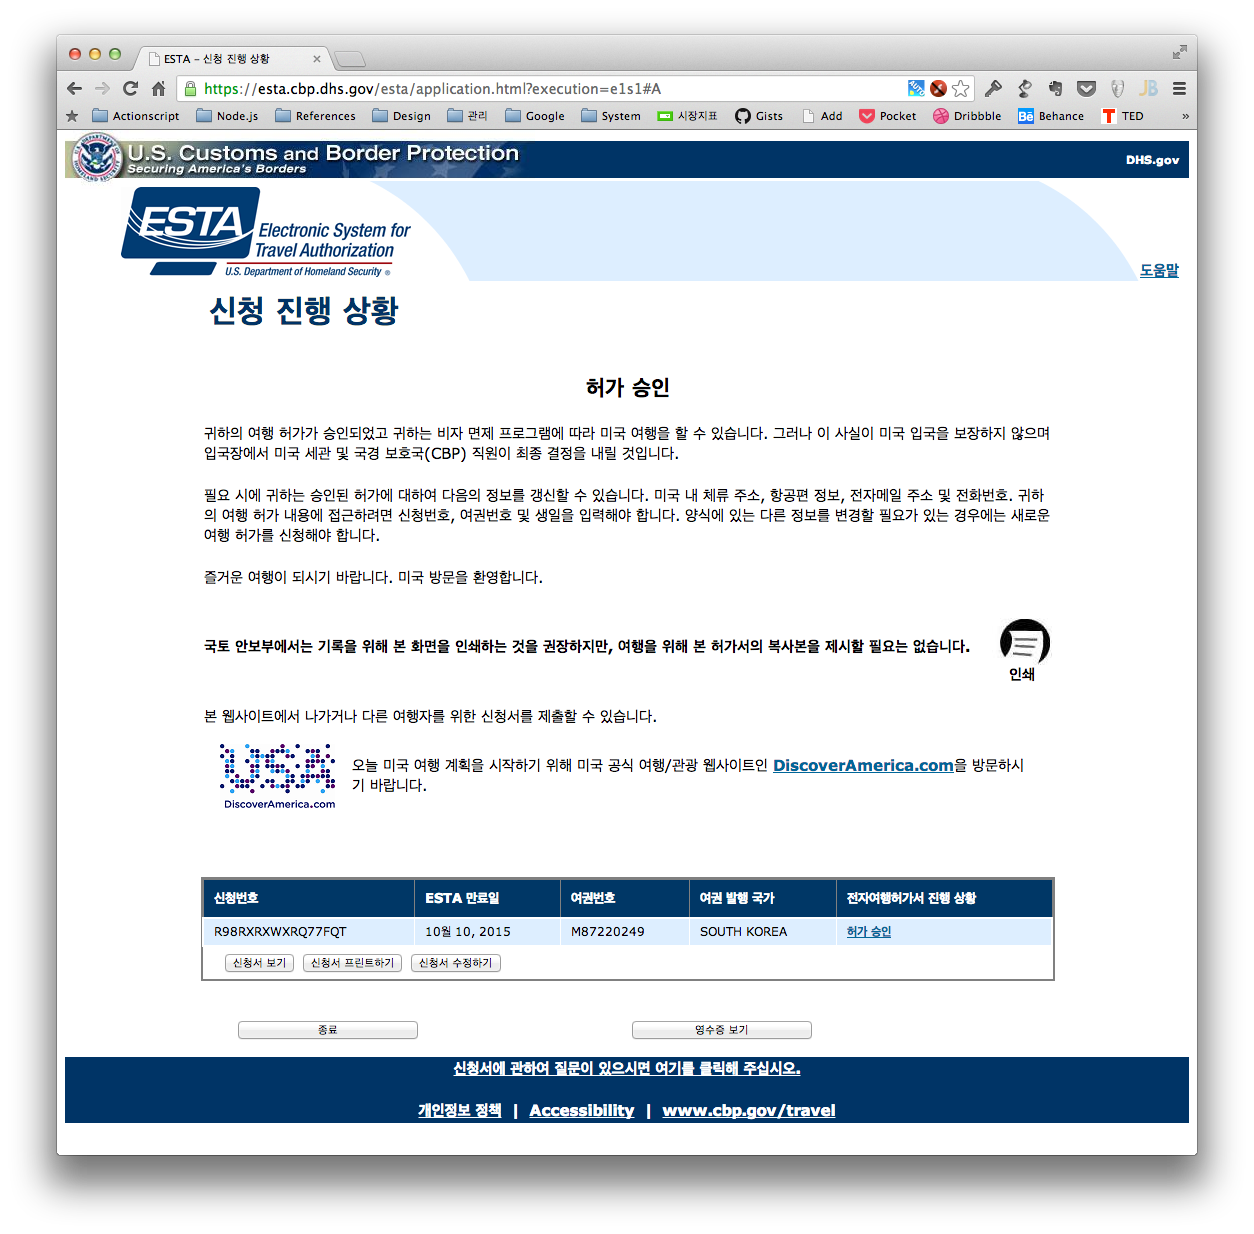 ESTA – 신청 진행 상황
https://esta.cbp.dhs.gov/esta/application.html?execution=e1s1#A
Actionscript Node.js References Design 관리 Google System 시장지표 Gists Add Pocket Dribbble Bē Behance T TED »
U.S. Customs and Border Protection
Securing America's Borders
DHS.gov
ESTA Electronic System for
Travel Authorization
U.S. Department of Homeland Security ®
도움말
신청 진행 상황
허가 승인
귀하의 여행 허가가 승인되었고 귀하는 비자 면제 프로그램에 따라 미국 여행을 할 수 있습니다. 그러나 이 사실이 미국 입국을 보장하지 않으며
입국장에서 미국 세관 및 국경 보호국(CBP) 직원이 최종 결정을 내릴 것입니다.
필요 시에 귀하는 승인된 허가에 대하여 다음의 정보를 갱신할 수 있습니다. 미국 내 체류 주소, 항공편 정보, 전자메일 주소 및 전화번호. 귀하
의 여행 허가 내용에 접근하려면 신청번호, 여권번호 및 생일을 입력해야 합니다. 양식에 있는 다른 정보를 변경할 필요가 있는 경우에는 새로운
여행 허가를 신청해야 합니다.
즐거운 여행이 되시기 바랍니다. 미국 방문을 환영합니다.
국토 안보부에서는 기록을 위해 본 화면을 인쇄하는 것을 권장하지만, 여행을 위해 본 허가서의 복사본을 제시할 필요는 없습니다.
인쇄
본 웹사이트에서 나가거나 다른 여행자를 위한 신청서를 제출할 수 있습니다.
USA
DiscoverAmerica.com
오늘 미국 여행 계획을 시작하기 위해 미국 공식 여행/관광 웹사이트인 DiscoverAmerica.com을 방문하시
기 바랍니다.
신청번호 ESTA 만료일 여권번호 여권 발행 국가 전자여행허가서 진행 상황
R98RXRXWXRQ77FQT 10월 10, 2015 M87220249 SOUTH KOREA 허가 승인
신청서 보기 신청서 프린트하기 신청서 수정하기
종료 영수증 보기
신청서에 관하여 질문이 있으시면 여기를 클릭해 주십시오.
개인정보 정책 | Accessibility | www.cbp.gov/travel